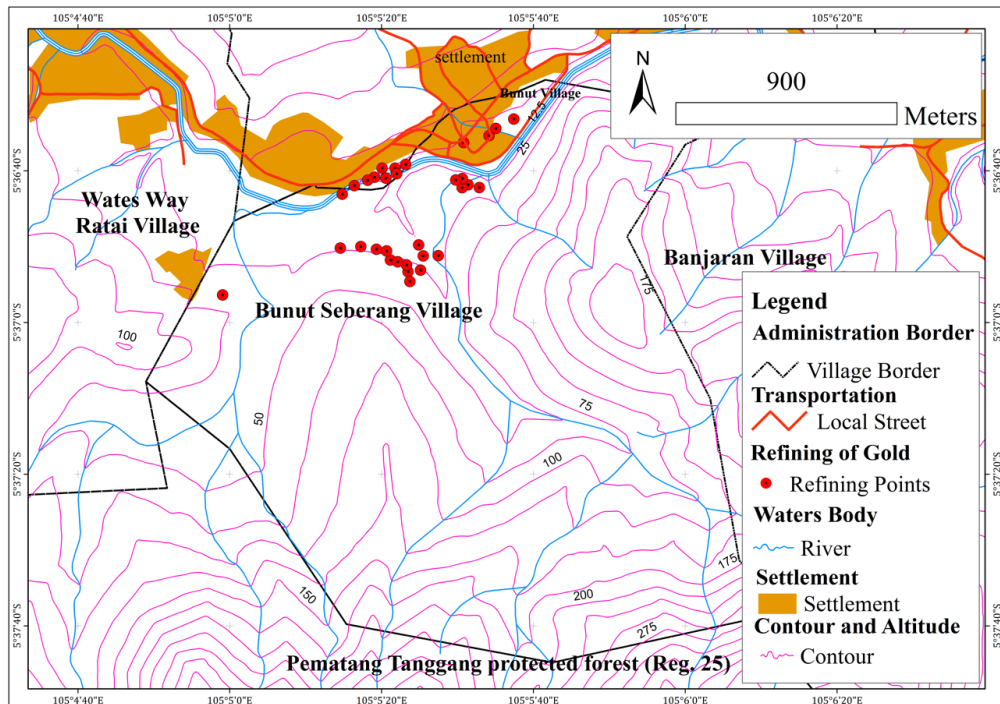 105°4'40"E 105°5'0"E 105°5'20"E 105°5'40"E 105°6'0"E 105°6'20"E
settlement
Bunut Village
12.5
25
N
900
Meters
5°36'40"S
5°36'40"S
Wates Way
Ratai Village
Banjaran Village
175
Bunut Seberang Village
5°37'0"S
5°37'0"S
100
50
75
100
5°37'20"S
5°37'20"S
150
175
200
275
5°37'40"S
5°37'40"S
Pematang Tanggang protected forest (Reg. 25)
Legend
Administration Border
Village Border
Transportation
Local Street
Refining of Gold
Refining Points
Waters Body
River
Settlement
Settlement
Contour and Altitude
Contour
105°4'40"E 105°5'0"E 105°5'20"E 105°5'40"E 105°6'0"E 105°6'20"E